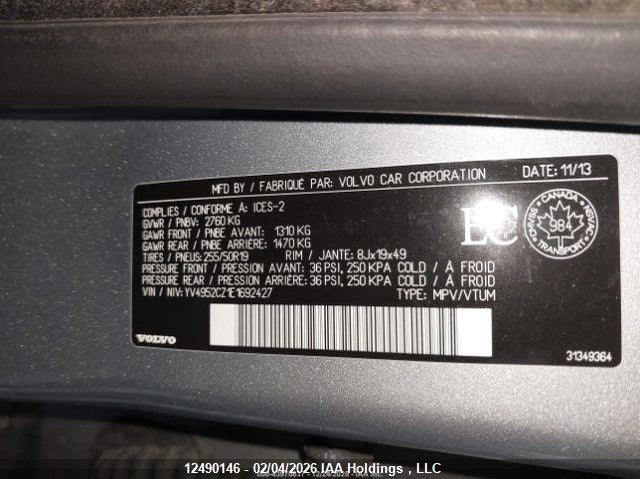 MFD BY / FABRIQUÉ PAR: VOLVO CAR CORPORATION DATE: 11/13
COMPLIES / CONFORME À: ICES-2
GVWR / PNBV: 2760 KG
GAWR FRONT / PNBE AVANT: 1310 KG
GAWR REAR / PNBE ARRIÈRE: 1470 KG
TIRES / PNEUS: 255/50R19 RIM / JANTE: 8Jx19x49
PRESSURE FRONT / PRESSION AVANT: 36 PSI, 250 KPA COLD / À FROID
PRESSURE REAR / PRESSION ARRIÈRE: 36 PSI, 250 KPA COLD / À FROID
VIN / NIV: YV4952CZ1E1692427 TYPE: MPV/VTUM
EC
CANADA
984
TRANSPORT
VOLVO
31349364
12490146 - 02/04/2026 IAA Holdings , LLC